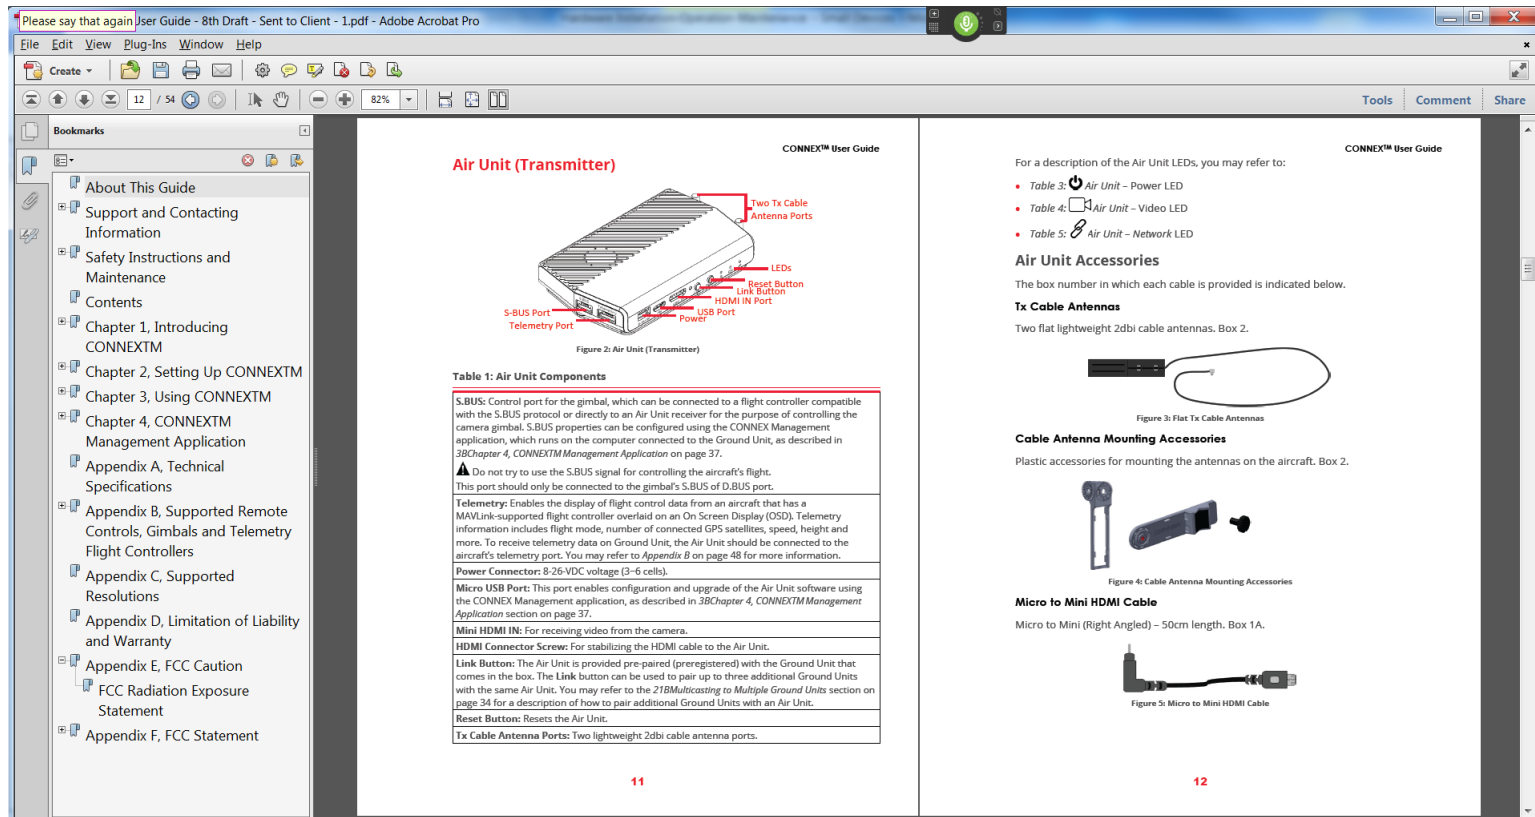 Please say that again
User Guide - 8th Draft - Sent to Client - 1.pdf - Adobe Acrobat Pro
File Edit View Plug-Ins Window Help
Create
12 / 54
82%
Tools Comment Share
Bookmarks
About This Guide
Support and Contacting
Information
Safety Instructions and
Maintenance
Contents
Chapter 1, Introducing
CONNEXTM
Chapter 2, Setting Up CONNEXTM
Chapter 3, Using CONNEXTM
Chapter 4, CONNEXTM
Management Application
Appendix A, Technical
Specifications
Appendix B, Supported Remote
Controls, Gimbals and Telemetry
Flight Controllers
Appendix C, Supported
Resolutions
Appendix D, Limitation of Liability
and Warranty
Appendix E, FCC Caution
FCC Radiation Exposure
Statement
Appendix F, FCC Statement
CONNEX™ User Guide
Air Unit (Transmitter)
Two Tx Cable
Antenna Ports
LEDs
Reset Button
Link Button
HDMI IN Port
USB Port
Power
S-BUS Port
Telemetry Port
Figure 2: Air Unit (Transmitter)
Table 1: Air Unit Components
S.BUS: Control port for the gimbal, which can be connected to a flight controller compatible
with the S.BUS protocol or directly to an Air Unit receiver for the purpose of controlling the
camera gimbal. S.BUS properties can be configured using the CONNEX Management
application, which runs on the computer connected to the Ground Unit, as described in
3BChapter 4, CONNEXTM Management Application on page 37.
Do not try to use the S.BUS signal for controlling the aircraft's flight.
This port should only be connected to the gimbal's S.BUS of D.BUS port.
Telemetry: Enables the display of flight control data from an aircraft that has a
MAVLink-supported flight controller overlaid on an On Screen Display (OSD). Telemetry
information includes flight mode, number of connected GPS satellites, speed, height and
more. To receive telemetry data on Ground Unit, the Air Unit should be connected to the
aircraft's telemetry port. You may refer to Appendix B on page 48 for more information.
Power Connector: 8-26-VDC voltage (3~6 cells).
Micro USB Port: This port enables configuration and upgrade of the Air Unit software using
the CONNEX Management application, as described in 3BChapter 4, CONNEXTM Management
Application section on page 37.
Mini HDMI IN: For receiving video from the camera.
HDMI Connector Screw: For stabilizing the HDMI cable to the Air Unit.
Link Button: The Air Unit is provided pre-paired (preregistered) with the Ground Unit that
comes in the box. The Link button can be used to pair up to three additional Ground Units
with the same Air Unit. You may refer to the 21BMulticasting to Multiple Ground Units section on
page 34 for a description of how to pair additional Ground Units with an Air Unit.
Reset Button: Resets the Air Unit.
Tx Cable Antenna Ports: Two lightweight 2dbi cable antenna ports.
11
CONNEX™ User Guide
For a description of the Air Unit LEDs, you may refer to:
• Table 3: Air Unit – Power LED
• Table 4: Air Unit – Video LED
• Table 5: Air Unit – Network LED
Air Unit Accessories
The box number in which each cable is provided is indicated below.
Tx Cable Antennas
Two flat lightweight 2dbi cable antennas. Box 2.
Figure 3: Flat Tx Cable Antennas
Cable Antenna Mounting Accessories
Plastic accessories for mounting the antennas on the aircraft. Box 2.
Figure 4: Cable Antenna Mounting Accessories
Micro to Mini HDMI Cable
Micro to Mini (Right Angled) – 50cm length. Box 1A.
Figure 5: Micro to Mini HDMI Cable
12